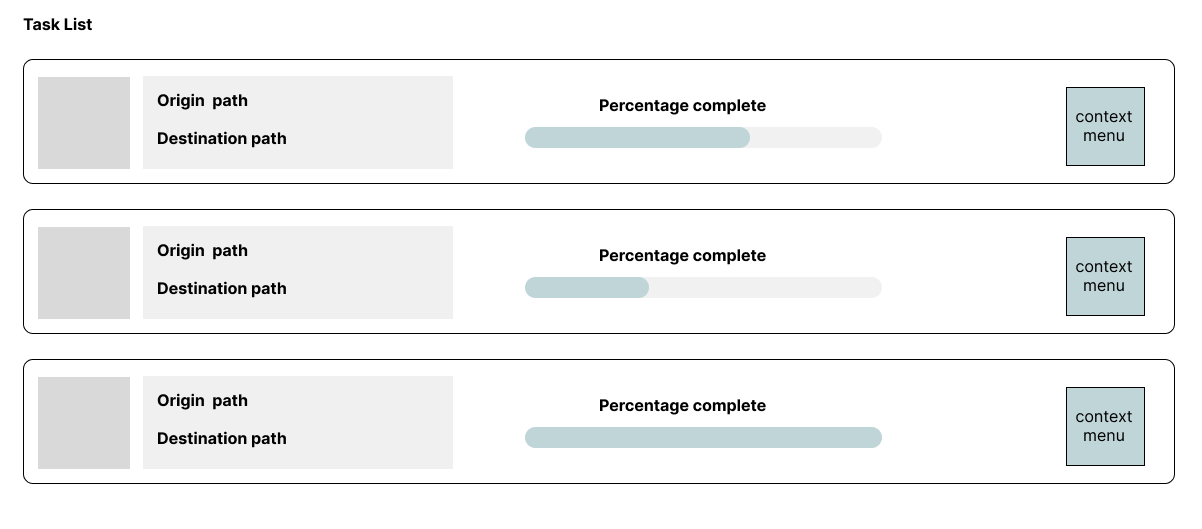 Task List
Origin  path
Destination path
Percentage complete
context
menu
Origin  path
Destination path
Percentage complete
context
menu
Origin  path
Destination path
Percentage complete
context
menu